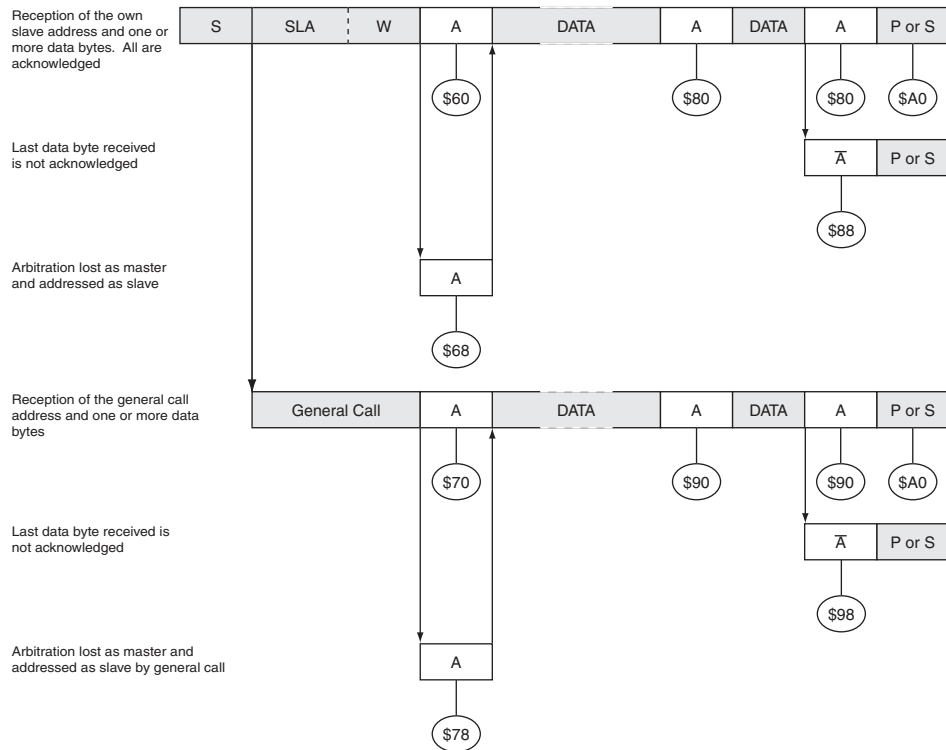 Reception of the own
slave address and one or
more data bytes. All are
acknowledged
S SLA W A DATA A DATA A P or S
$60 $80 $80 $A0
Last data byte received
is not acknowledged
A̅ P or S
$88
Arbitration lost as master
and addressed as slave
A
$68
Reception of the general call
address and one or more data
bytes
General Call A DATA A DATA A P or S
$70 $90 $90 $A0
Last data byte received is
not acknowledged
A̅ P or S
$98
Arbitration lost as master and
addressed as slave by general call
A
$78